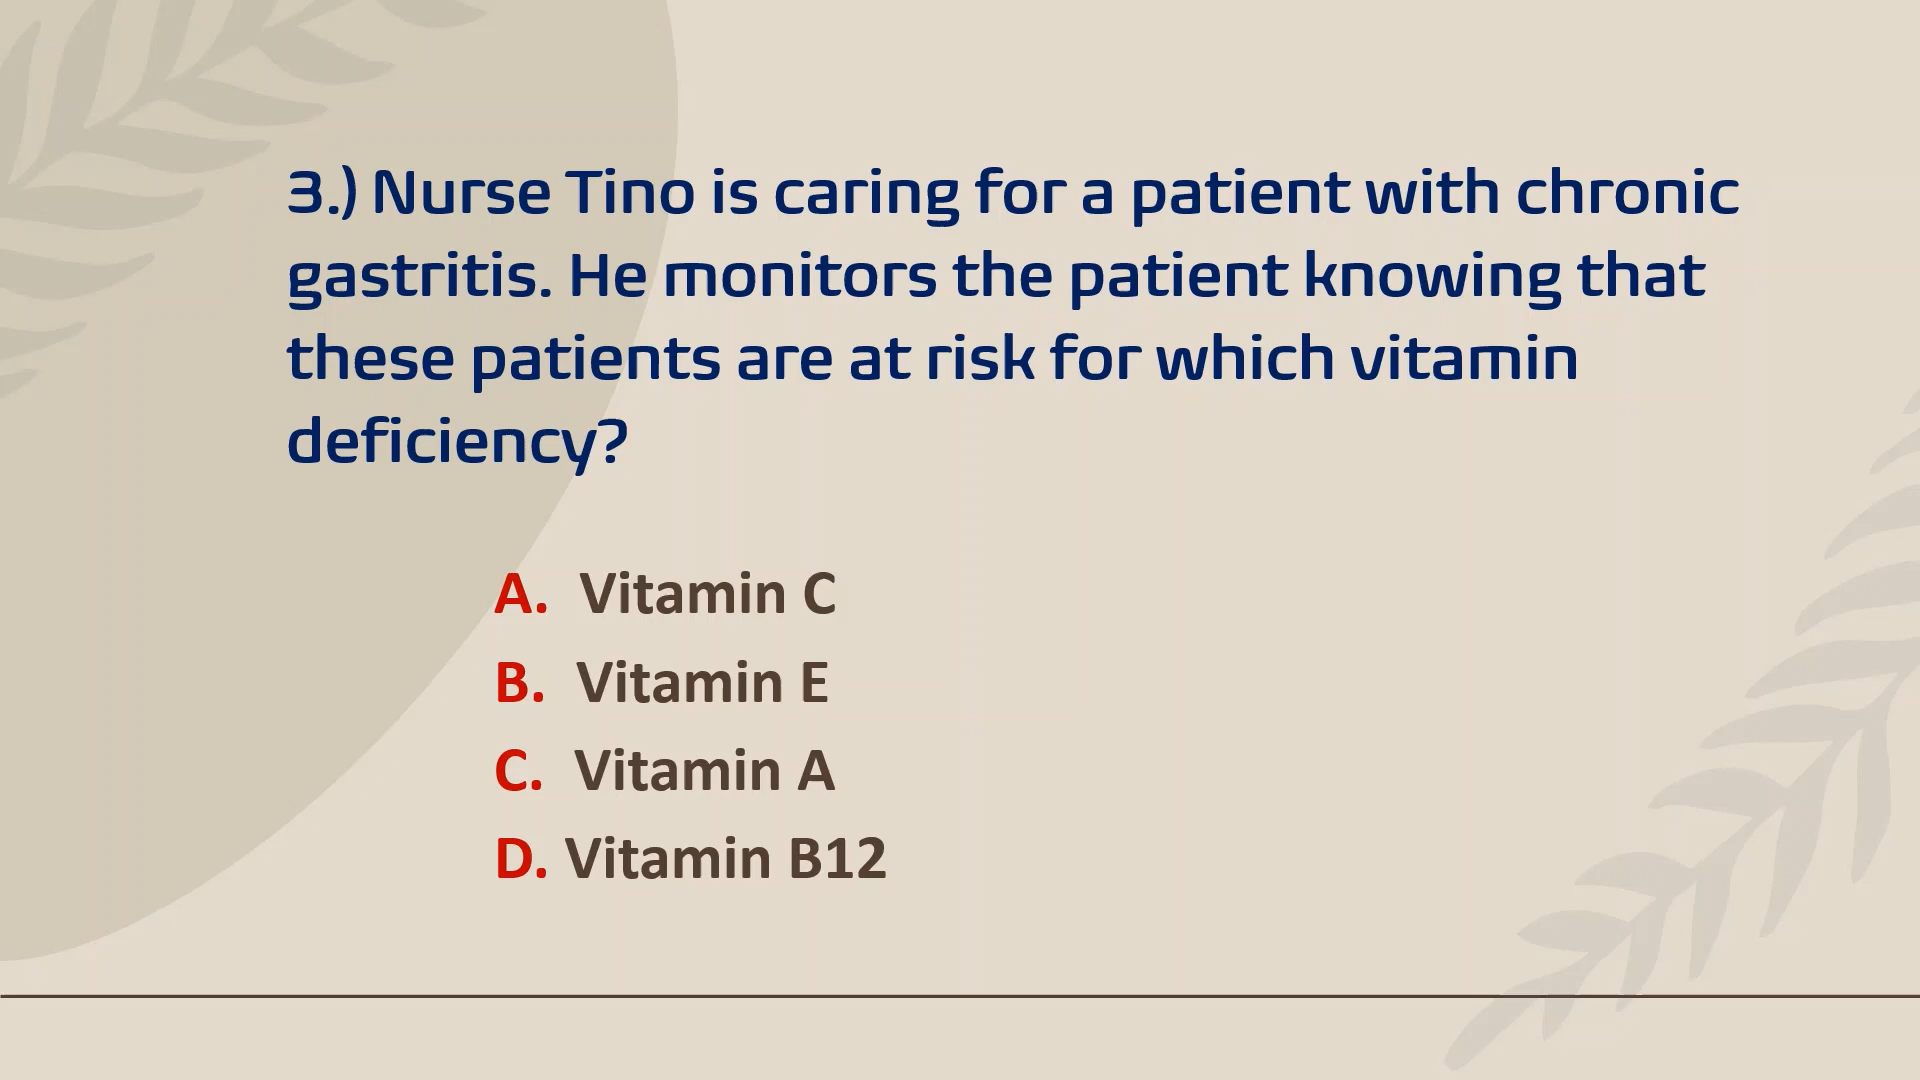 3.) Nurse Tino is caring for a patient with chronic
gastritis. He monitors the patient knowing that
these patients are at risk for which vitamin
deficiency?
A. Vitamin C
B. Vitamin E
C. Vitamin A
D. Vitamin B12